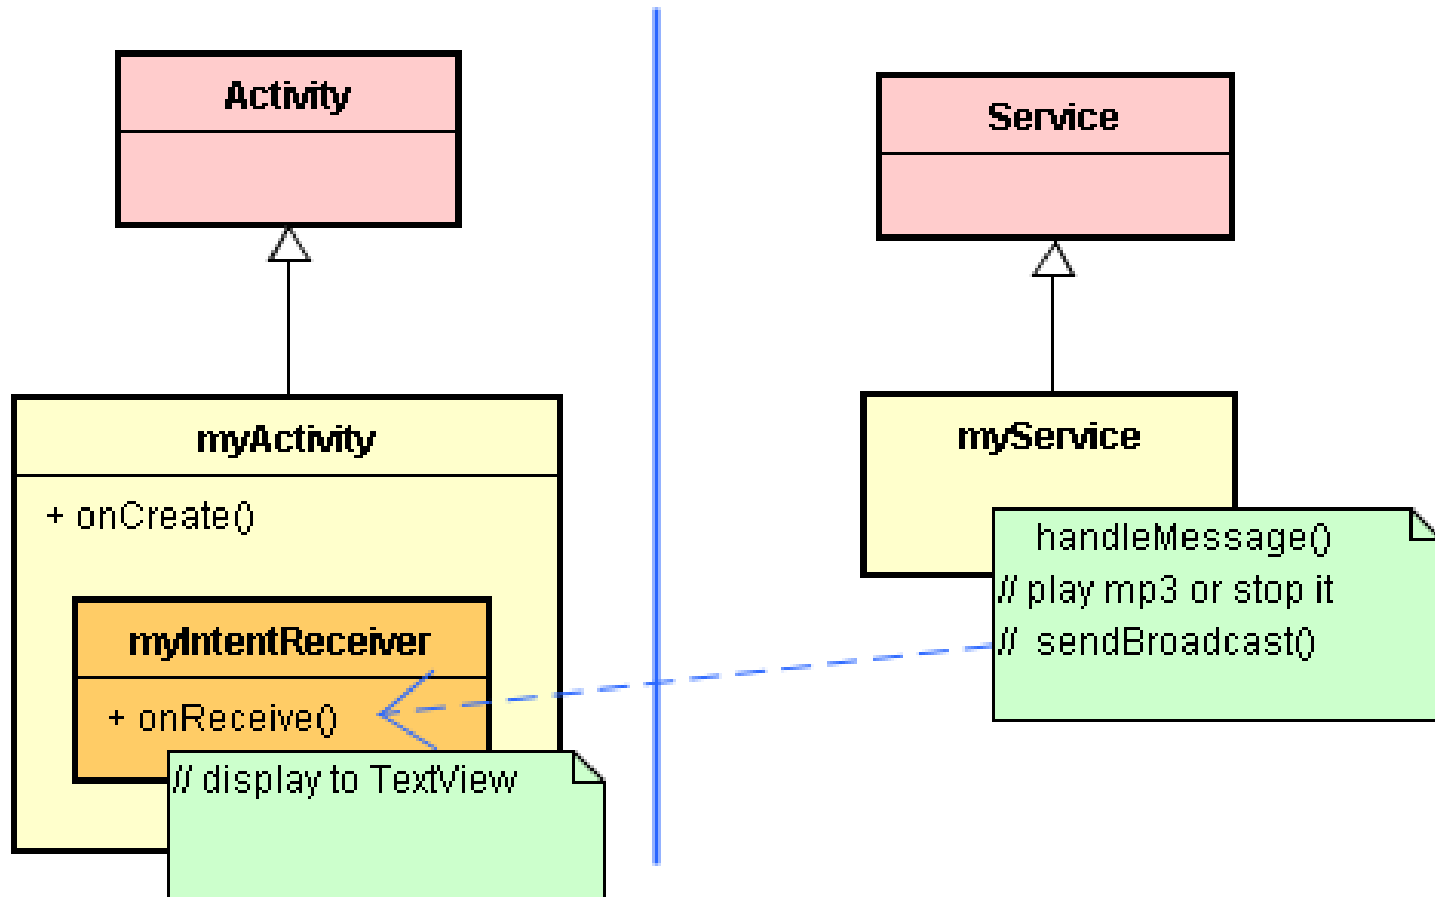 Activity
myActivity
+ onCreate()
myIntentReceiver
+ onReceive()
// display to TextView
Service
myService
handleMessage()
// play mp3 or stop it
// sendBroadcast()